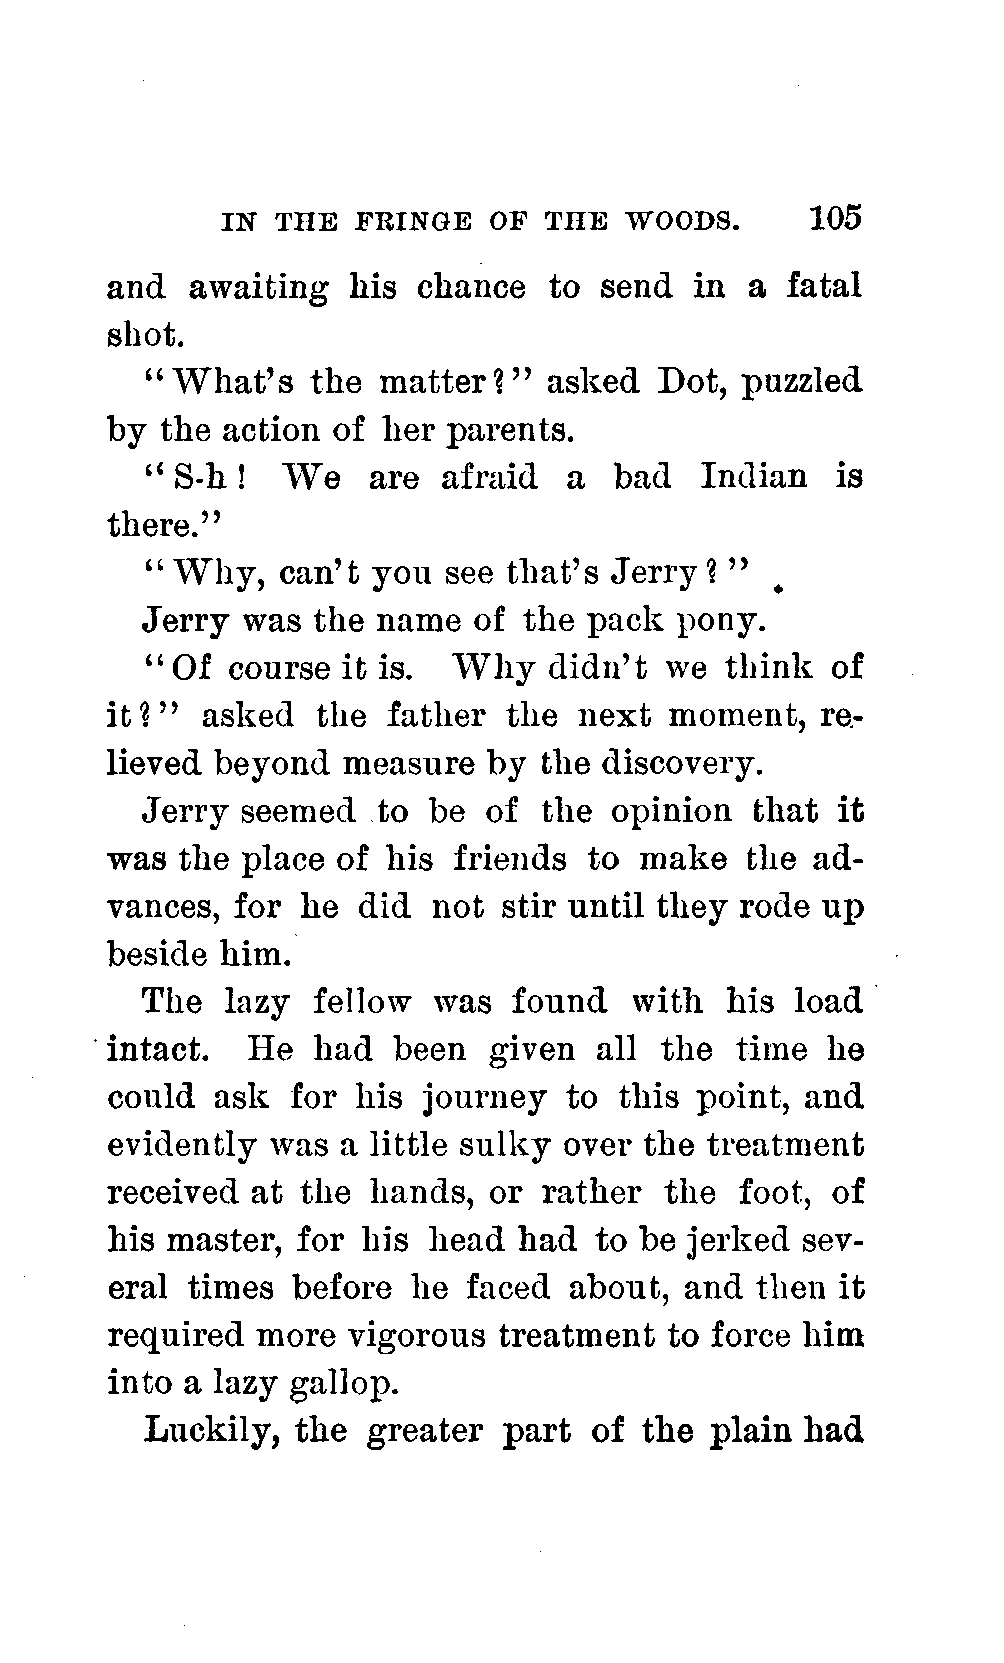 IN THE FRINGE OF THE WOODS. 105
and awaiting his chance to send in a fatal
shot.
"What's the matter?" asked Dot, puzzled
by the action of her parents.
"S-h! We are afraid a bad Indian is
there."
"Why, can't you see that's Jerry?"
Jerry was the name of the pack pony.
"Of course it is. Why didn't we think of
it?" asked the father the next moment, re-
lieved beyond measure by the discovery.
Jerry seemed to be of the opinion that it
was the place of his friends to make the ad-
vances, for he did not stir until they rode up
beside him.
The lazy fellow was found with his load
intact. He had been given all the time he
could ask for his journey to this point, and
evidently was a little sulky over the treatment
received at the hands, or rather the foot, of
his master, for his head had to be jerked sev-
eral times before he faced about, and then it
required more vigorous treatment to force him
into a lazy gallop.
Luckily, the greater part of the plain had